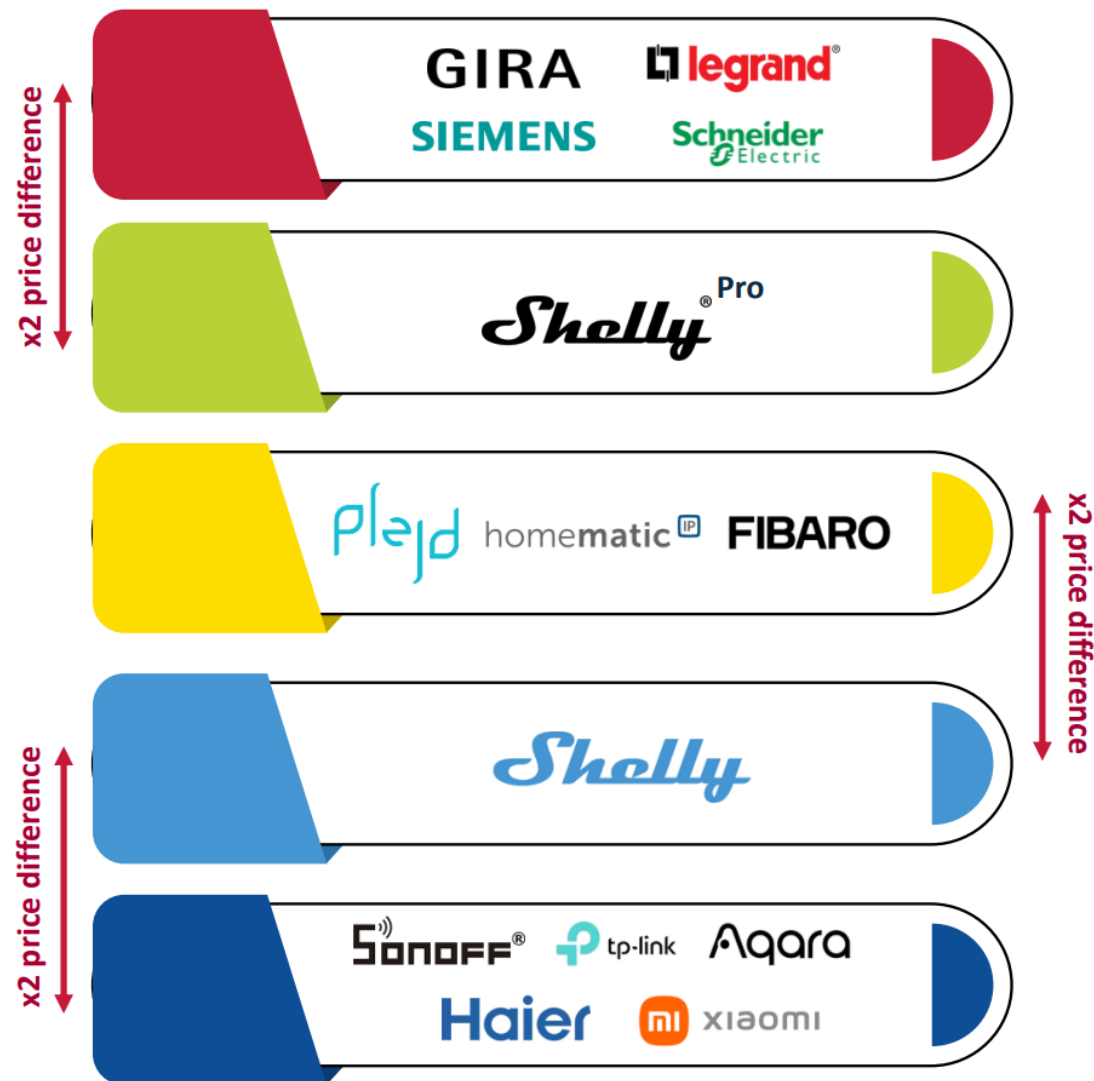 x2 price difference
GIRA
legrand®
SIEMENS
Schneider
Electric
Shelly® Pro
x2 price difference
plejd
homematic IP
FIBARO
x2 price difference
Shelly
SONOFF®
tp-link
Aqara
Haier
mi xiaomi